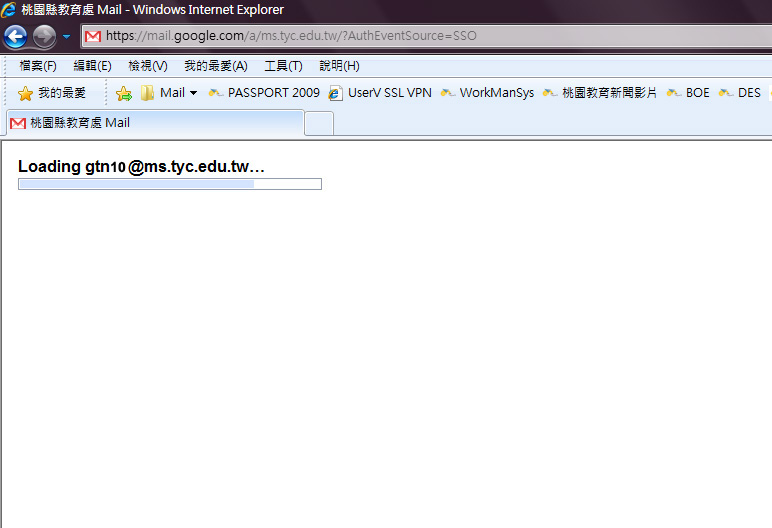 桃園縣教育處 Mail - Windows Internet Explorer
https://mail.google.com/a/ms.tyc.edu.tw/?AuthEventSource=SSO
檔案(F) 編輯(E) 檢視(V) 我的最愛(A) 工具(T) 說明(H)
我的最愛 Mail PASSPORT 2009 UserV SSL VPN WorkManSys 桃園教育新聞影片 BOE DES
桃園縣教育處 Mail
Loading gtn10@ms.tyc.edu.tw…